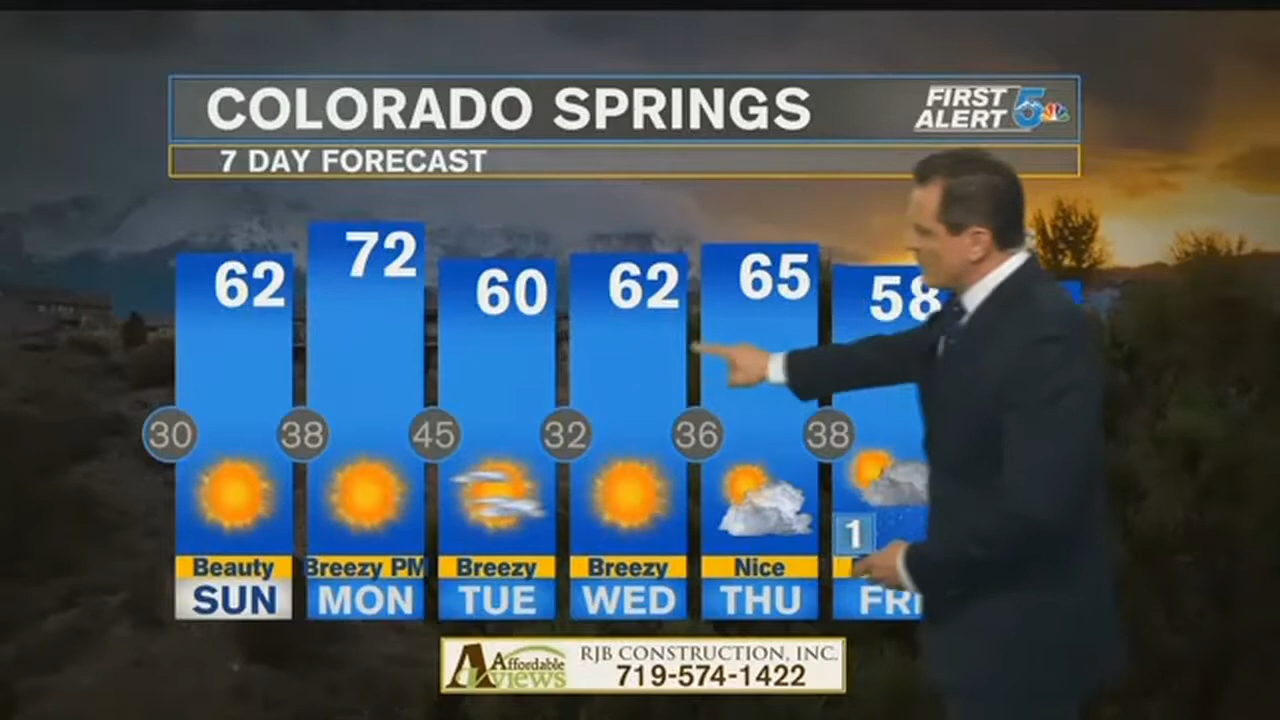 COLORADO SPRINGS
FIRST ALERT 5
7 DAY FORECAST
62 72 60 62 65 58
30 38 45 32 36 38
1
Beauty Breezy PM Breezy Breezy Nice
SUN MON TUE WED THU FRI
Affordable Views
RJB CONSTRUCTION, INC.
719-574-1422